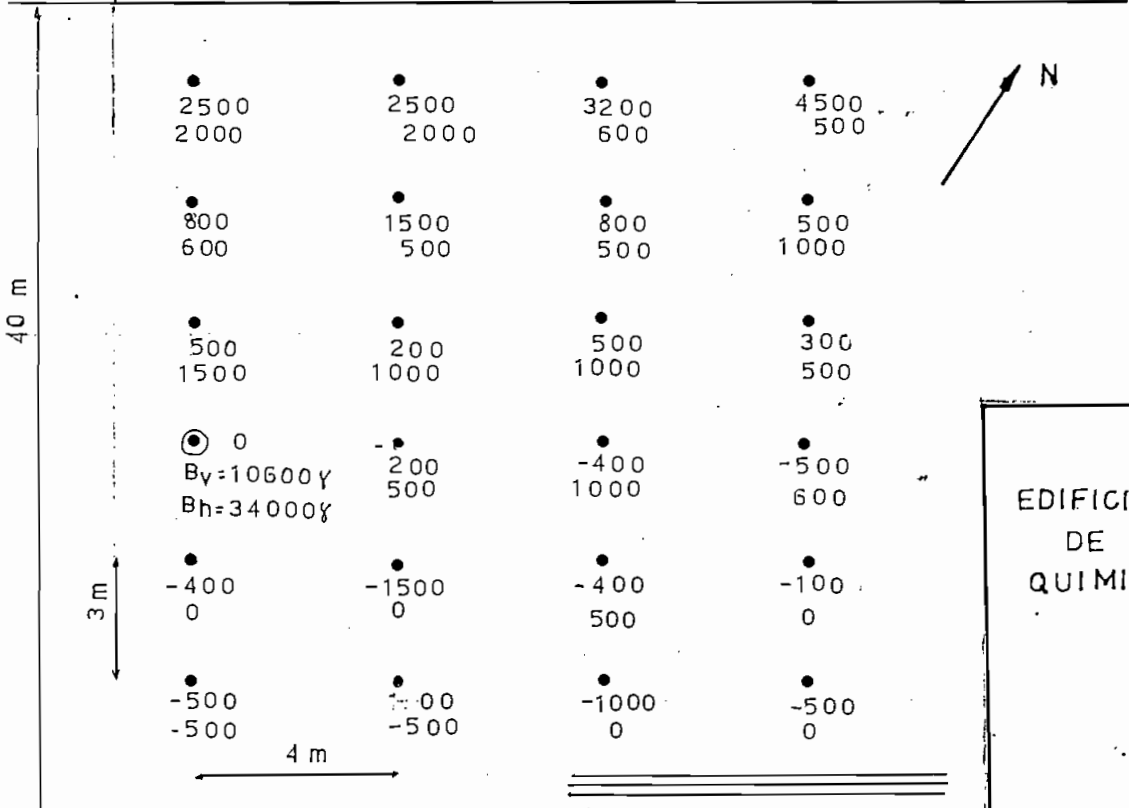 N
2500 2500 3200 4500
2000 2000 600 500
800 1500 800 500
600 500 500 1000
40 m
500 200 500 300
1500 1000 1000 500
0
Bv=10600γ 200 -400 -500
Bh=34000γ 500 1000 600
EDIFICI
DE
QUIMI
3m
-400 -1500 -400 -100
0 0 500 0
-500 -1000 -500
-500 -500 0 0
4 m